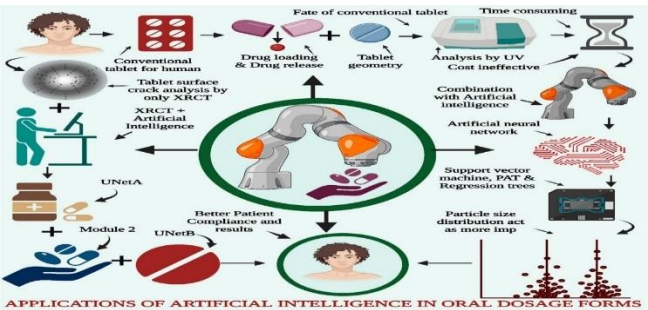 Fate of conventional tablet
Time consuming
Conventional
tablet for human
Drug loading
& Drug release
Tablet
geometry
Analysis by UV
Cost ineffective
Tablet surface
crack analysis by
only XRCT
XRCT +
Artificial
Intelligence
Combination
with Artificial
intelligence
Artificial neural
network
UNetA
Support vector
machine, PAT &
Regression trees
Module 2
UNetB
Better Patient
Compliance and
results
Particle size
distribution act
as more imp
APPLICATIONS OF ARTIFICIAL INTELLIGENCE IN ORAL DOSAGE FORMS